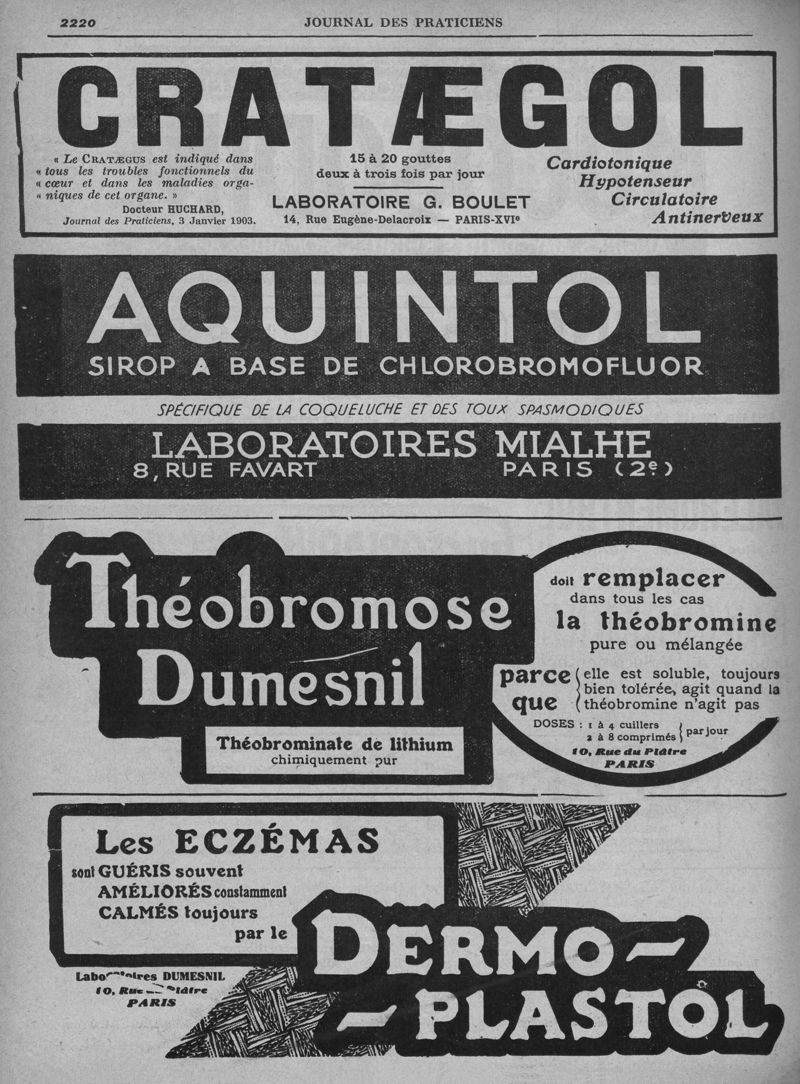 2220
JOURNAL DES PRATICIENS
CRATÆGOL
« Le CRATÆGUS est indiqué dans
« tous les troubles fonctionnels du
« cœur et dans les maladies orga-
« niques de cet organe. »
Docteur HUCHARD,
Journal des Praticiens, 3 Janvier 1903.
15 à 20 gouttes
deux à trois fois par jour
LABORATOIRE G. BOULET
14, Rue Eugène-Delacroix — PARIS-XVIe
Cardiotonique
Hypotenseur
Circulatoire
Antinerveux
AQUINTOL
SIROP A BASE DE CHLOROBROMOFLUOR
SPÉCIFIQUE DE LA COQUELUCHE ET DES TOUX SPASMODIQUES
LABORATOIRES MIALHE
8, RUE FAVART PARIS (2e)
Théobromose
Dumesnil
Théobrominate de lithium
chimiquement pur
doit remplacer
dans tous les cas
la théobromine
pure ou mélangée
parce que
elle est soluble, toujours
bien tolérée, agit quand la
théobromine n'agit pas
DOSES : 1 à 4 cuillers
2 à 8 comprimés
par jour
10, Rue du Plâtre
PARIS
Les ECZÉMAS
sont GUÉRIS souvent
AMÉLIORÉS constamment
CALMÉS toujours
par le
DERMO-
-PLASTOL
Laboratoires DUMESNIL
10, Rue Plâtre
PARIS